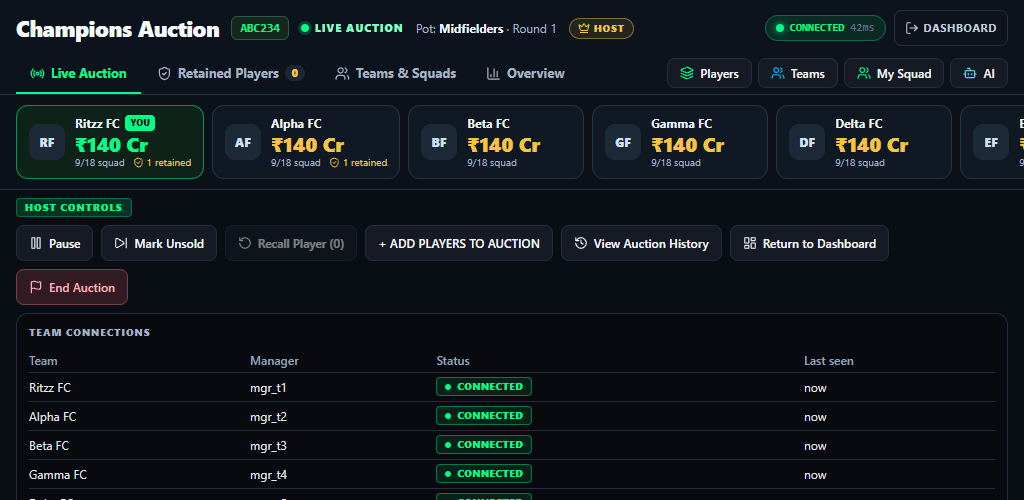 Champions Auction ABC234 LIVE AUCTION Pot: Midfielders · Round 1 HOST CONNECTED 42ms DASHBOARD
Live Auction Retained Players 0 Teams & Squads Overview Players Teams My Squad AI
RF Ritzz FC YOU
₹140 Cr
9/18 squad 1 retained
AF Alpha FC
₹140 Cr
9/18 squad 1 retained
BF Beta FC
₹140 Cr
9/18 squad
GF Gamma FC
₹140 Cr
9/18 squad
DF Delta FC
₹140 Cr
9/18 squad
EF
HOST CONTROLS
Pause Mark Unsold Recall Player (0) + ADD PLAYERS TO AUCTION View Auction History Return to Dashboard
End Auction
TEAM CONNECTIONS
Team Manager Status Last seen
Ritzz FC mgr_t1 CONNECTED now
Alpha FC mgr_t2 CONNECTED now
Beta FC mgr_t3 CONNECTED now
Gamma FC mgr_t4 CONNECTED now